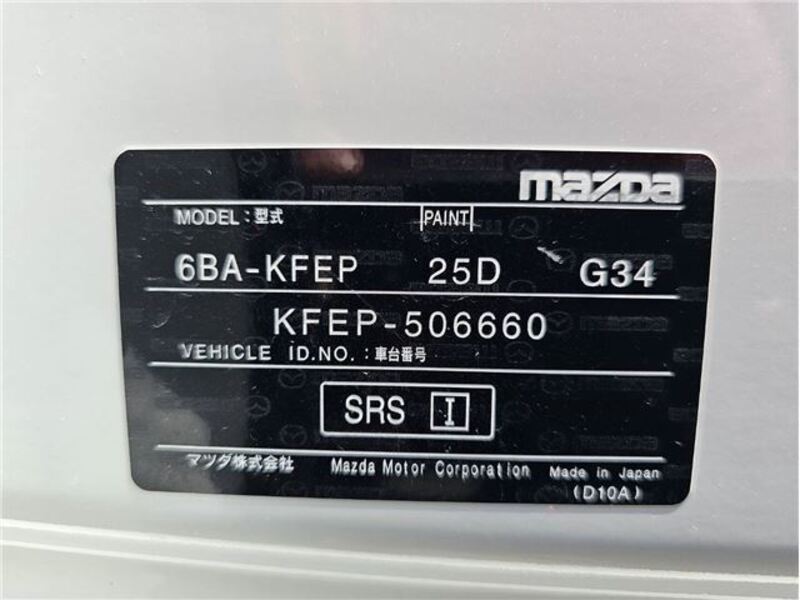 mazda
MODEL：型式 PAINT
6BA-KFEP 25D G34
KFEP-506660
VEHICLE ID.NO.：車台番号
SRS I
マツダ株式会社 Mazda Motor Corporation Made in Japan
(D10A)